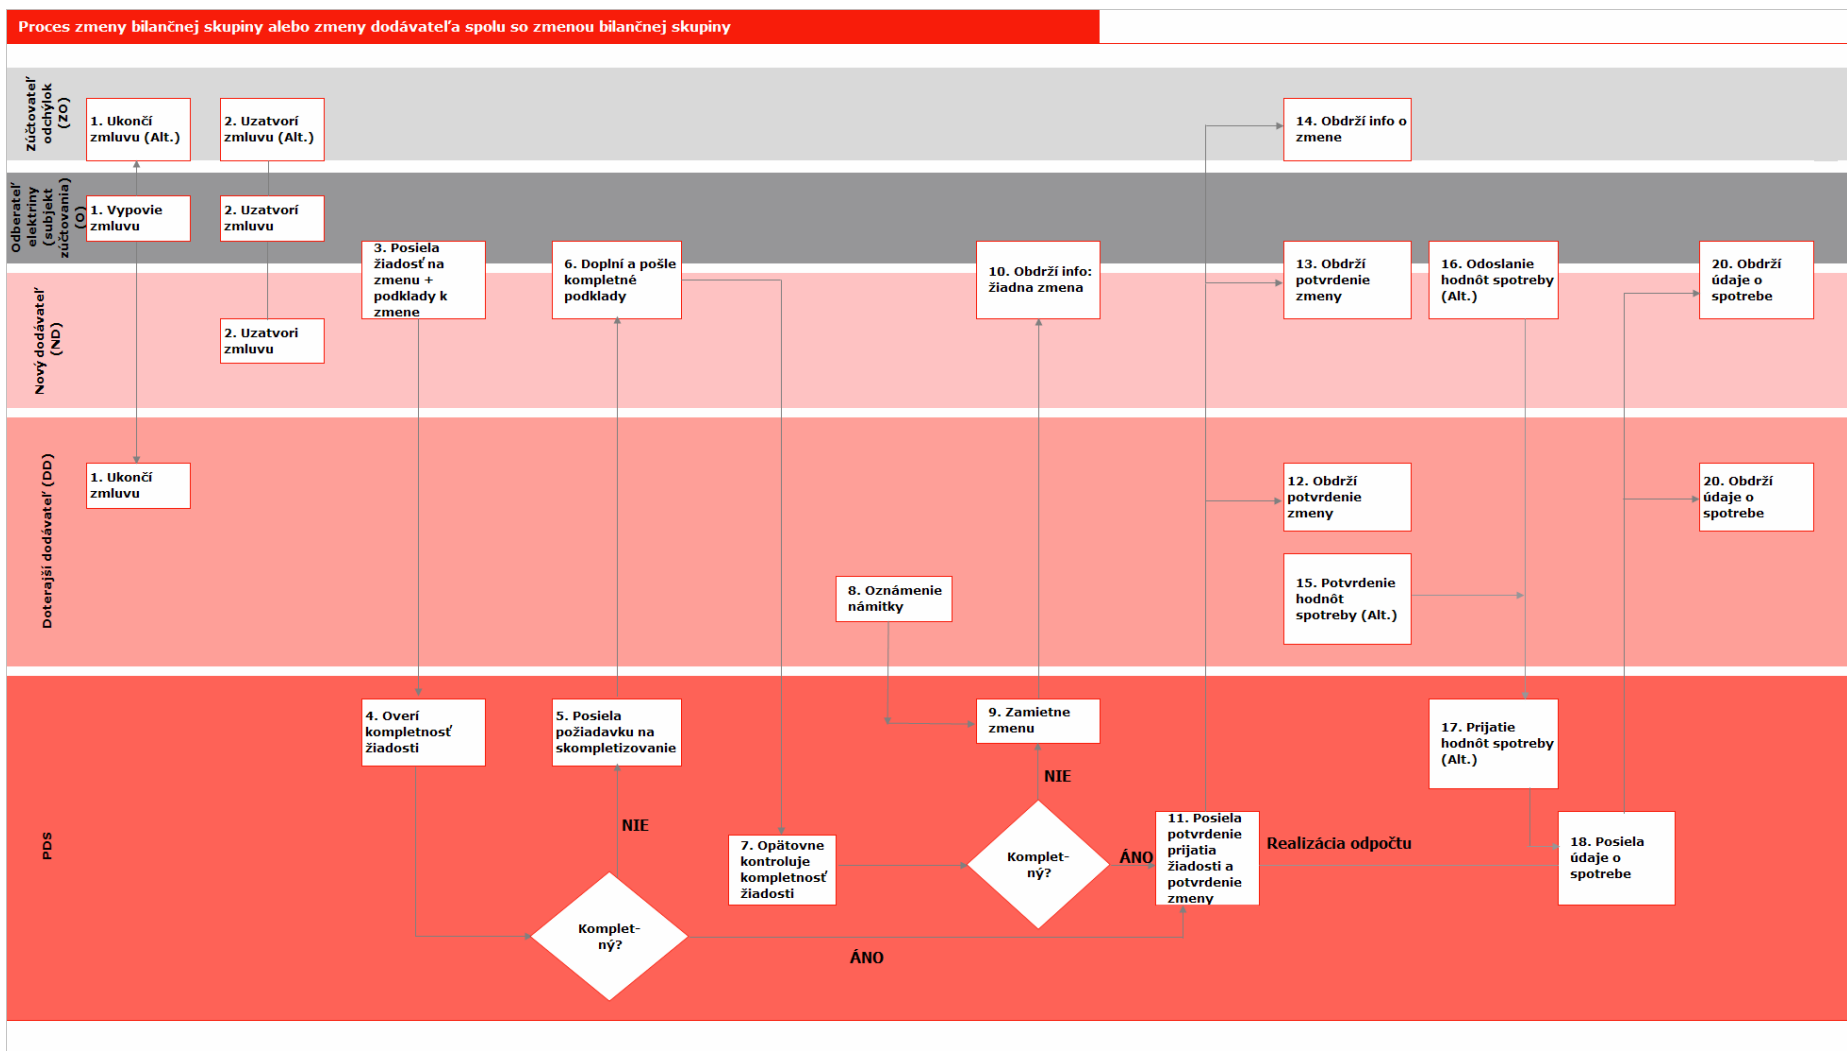 Proces zmeny bilančnej skupiny alebo zmeny dodávateľa spolu so zmenou bilančnej skupiny
Zúčtovateľ
odchýlok
(ZO)
1. Ukončí
zmluvu (Alt.)
2. Uzatvorí
zmluvu (Alt.)
14. Obdrží info o
zmene
Odberateľ
elektriny
(subjekt
zúčtovania)
(O)
1. Vypovie
zmluvu
2. Uzatvorí
zmluvu
3. Posiela
žiadosť na
zmenu +
podklady k
zmene
6. Doplní a pošle
kompletné
podklady
10. Obdrží info:
žiadna zmena
13. Obdrží
potvrdenie
zmeny
16. Odoslanie
hodnôt spotreby
(Alt.)
20. Obdrží
údaje o
spotrebe
Nový dodávateľ
(ND)
2. Uzatvori
zmluvu
Doterajší dodávateľ (DD)
1. Ukončí
zmluvu
12. Obdrží
potvrdenie
zmeny
20. Obdrží
údaje o
spotrebe
8. Oznámenie
námitky
15. Potvrdenie
hodnôt
spotreby (Alt.)
PDS
4. Overí
kompletnosť
žiadosti
5. Posiela
požiadavku na
skompletizovanie
9. Zamietne
zmenu
17. Prijatie
hodnôt spotreby
(Alt.)
NIE
NIE
7. Opätovne
kontroluje
kompletnosť
žiadosti
Komplet-
ný?
ÁNO
11. Posiela
potvrdenie
prijatia
žiadosti a
potvrdenie
zmeny
Realizácia odpočtu
18. Posiela
údaje o
spotrebe
Komplet-
ný?
ÁNO